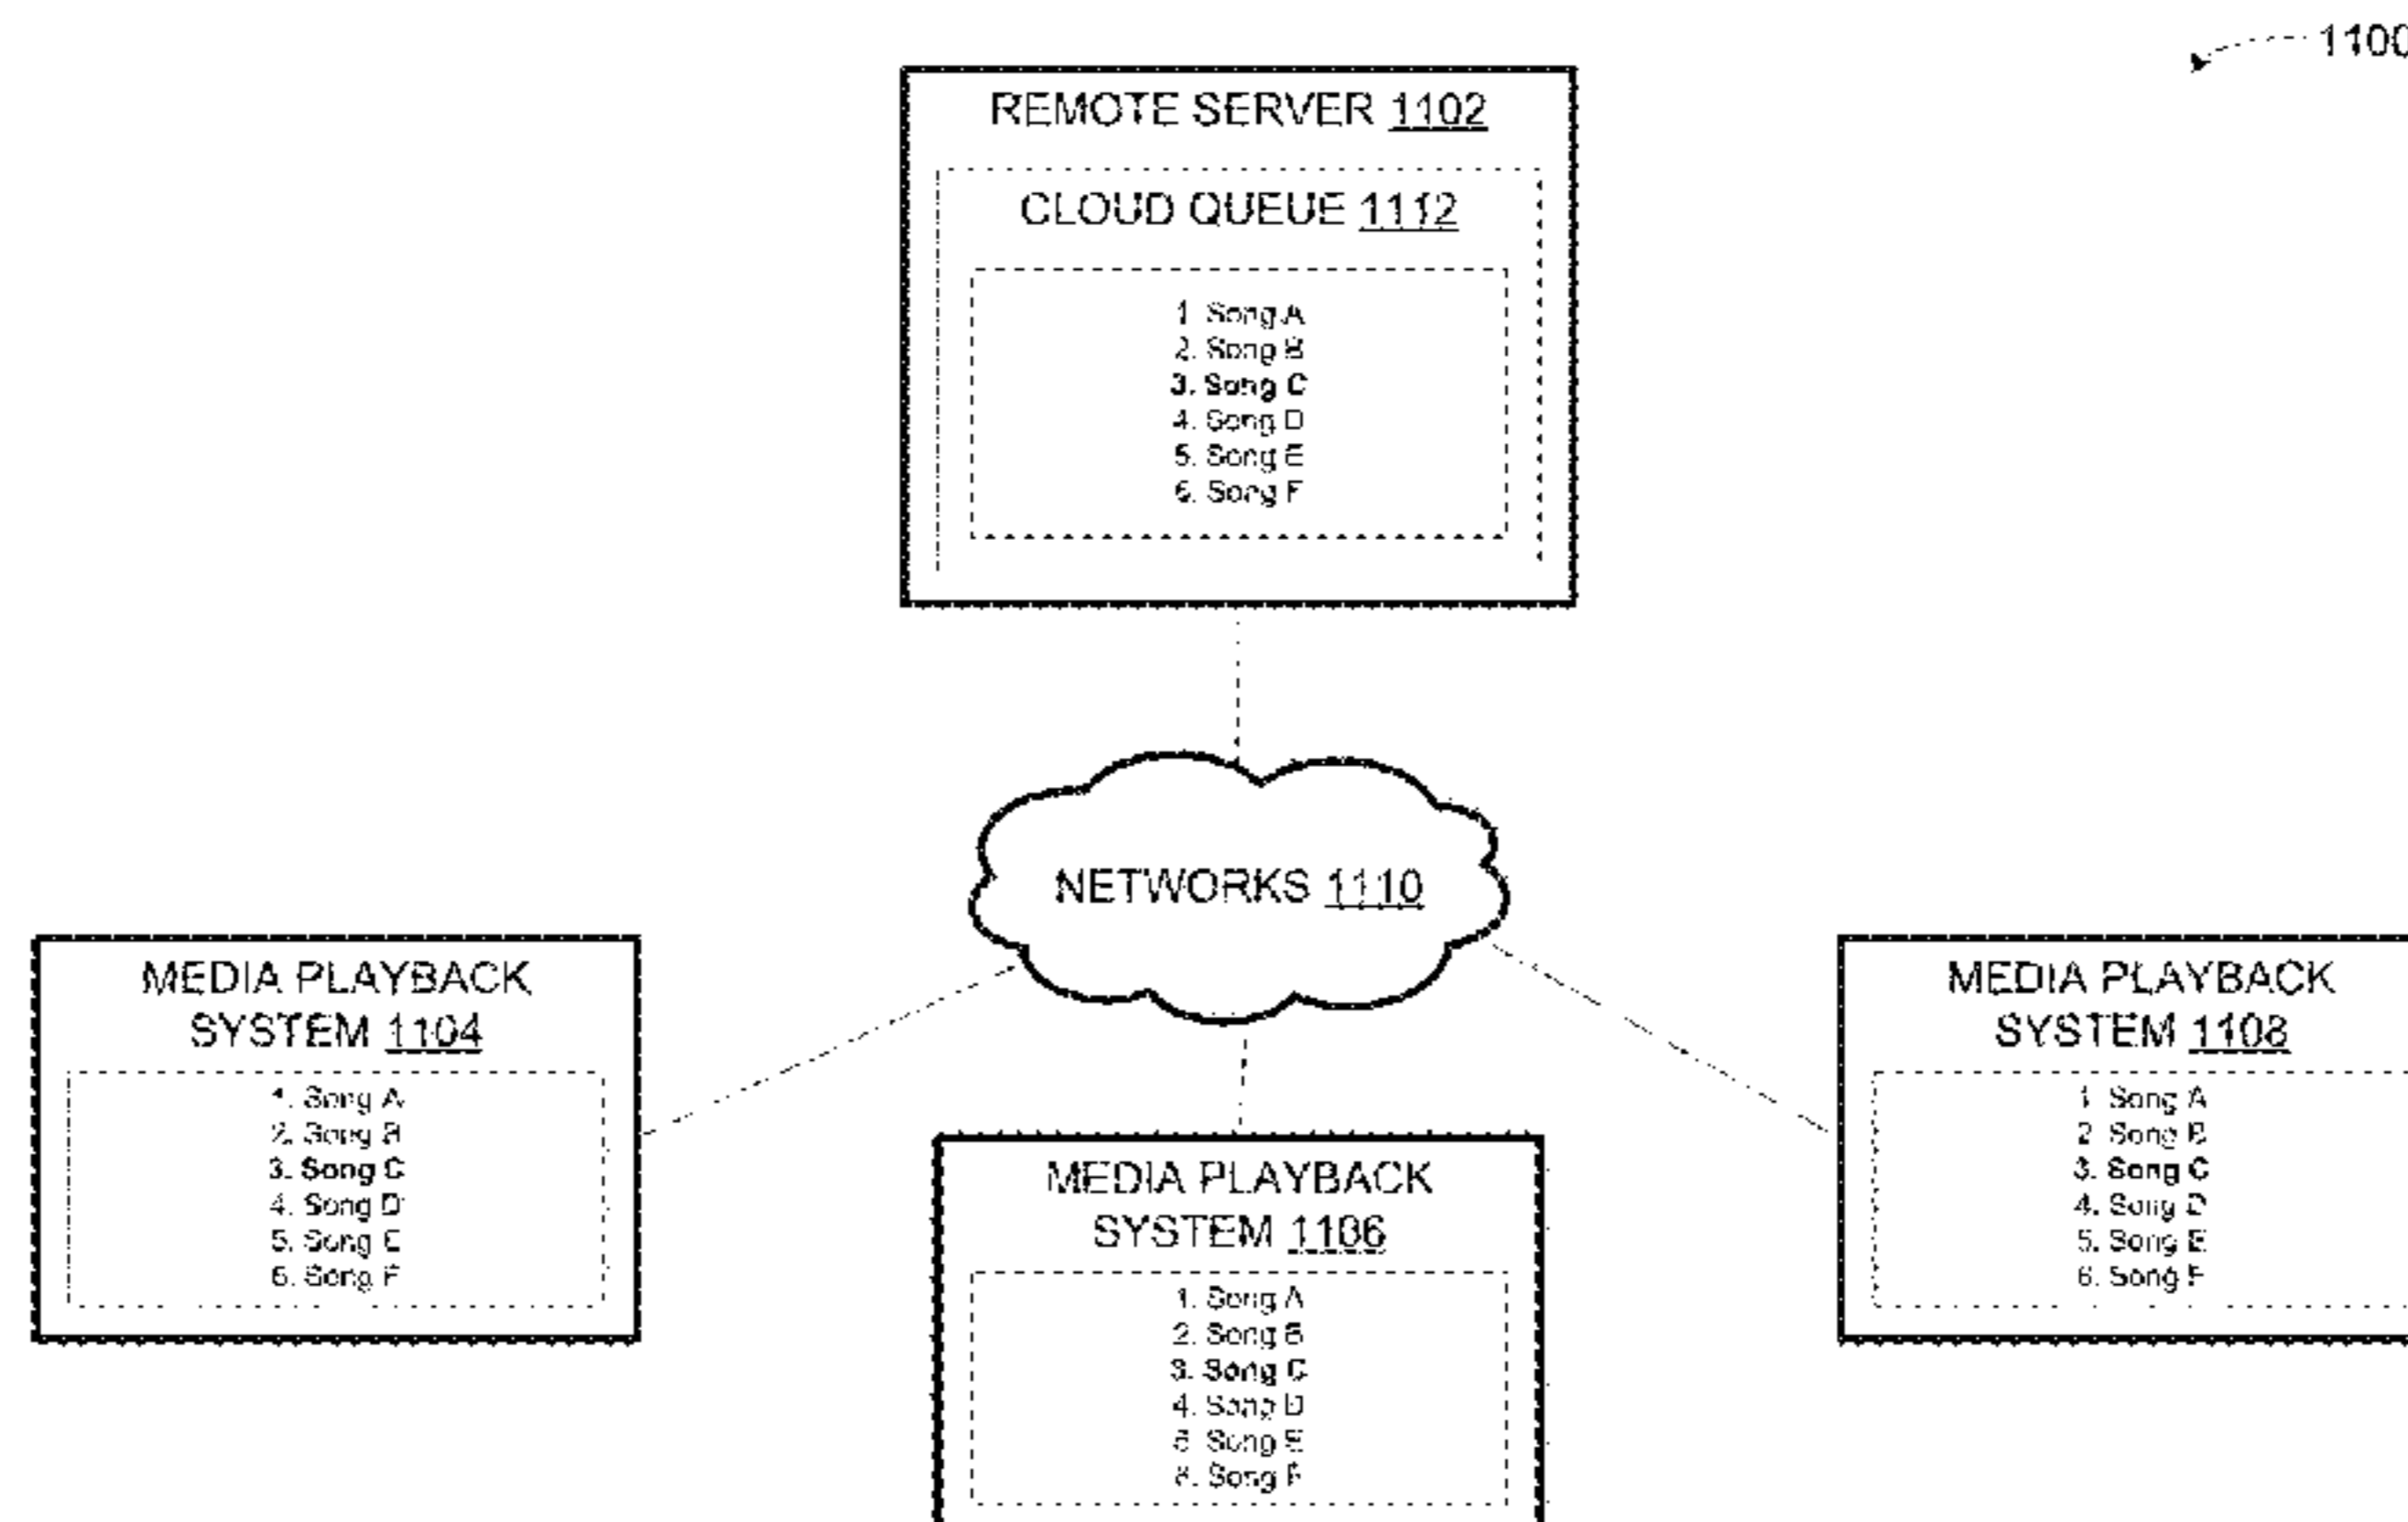 1100
REMOTE SERVER 1102
CLOUD QUEUE 1112
1 Song A
2. Song B
3. Song C
4. Song D
5. Song E
6. Song F
NETWORKS 1110
MEDIA PLAYBACK
SYSTEM 1104
1. Song A
2. Song B
3. Song C
4. Song D
5. Song E
6. Song F
MEDIA PLAYBACK
SYSTEM 1106
1. Song A
2. Song B
3. Song C
4. Song D
5 Song E
6. Song F
MEDIA PLAYBACK
SYSTEM 1108
1 Song A
2 Song B
3. Song C
4. Song D
5. Song E
6. Song F